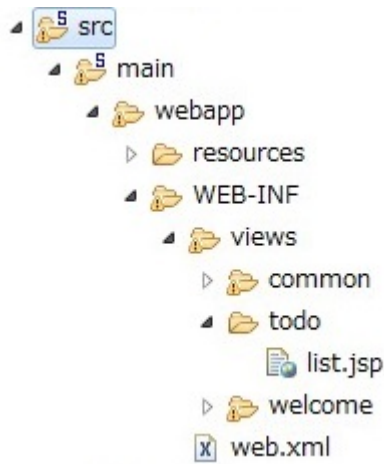 src
main
webapp
resources
WEB-INF
views
common
todo
list.jsp
welcome
web.xml